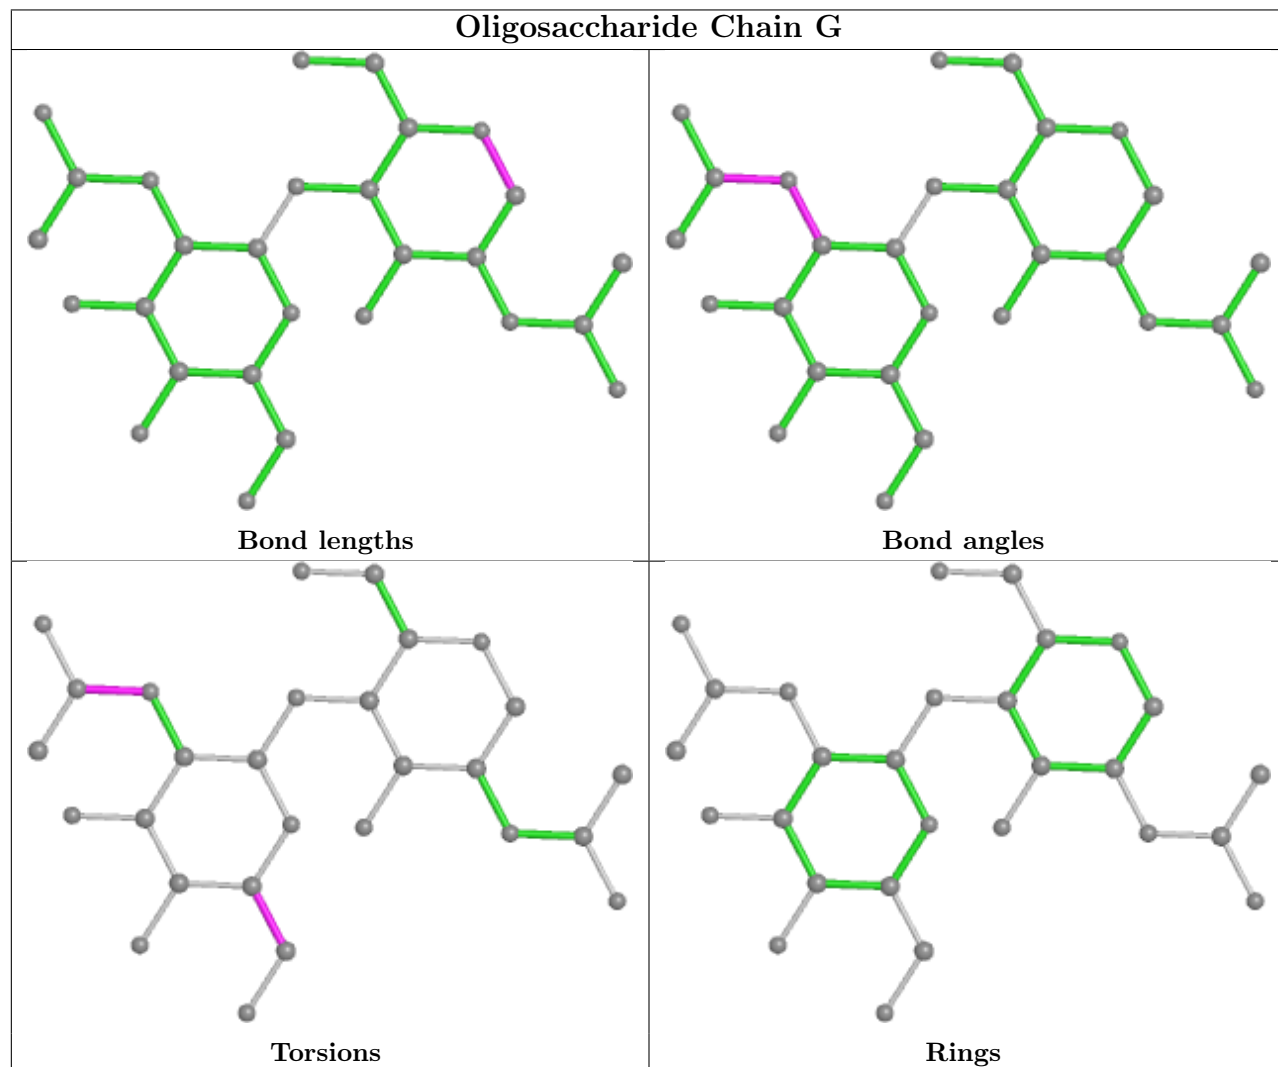 Oligosaccharide Chain G
Bond lengths
Bond angles
Torsions
Rings